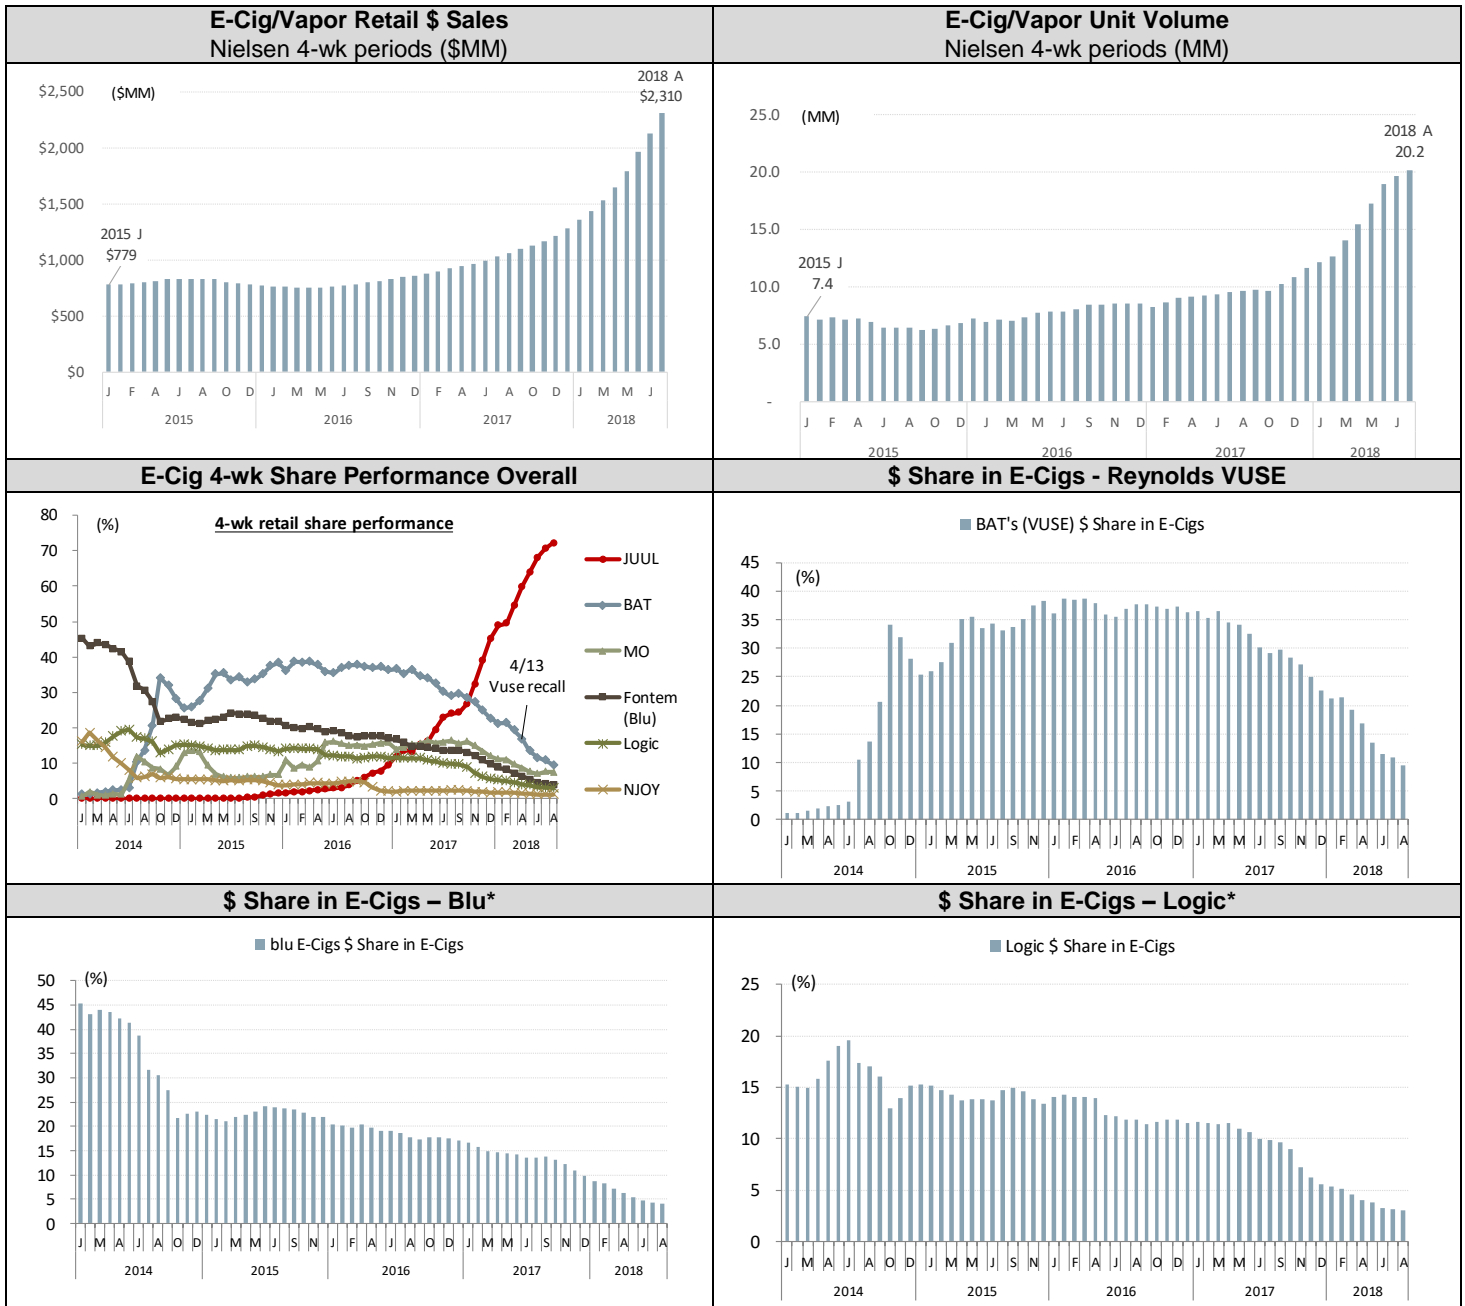 E-Cig/Vapor Retail $ Sales
Nielsen 4-wk periods ($MM)
E-Cig/Vapor Unit Volume
Nielsen 4-wk periods (MM)
($MM)
2018 A
$2,310
$2,500
$2,000
$1,500
$1,000
$500
$0
2015 J
$779
J F A J A O D J M M J S N D F A J A O D J M M J
2015 2016 2017 2018
(MM)
2018 A
20.2
25.0
20.0
15.0
10.0
5.0
-
2015 J
7.4
J F A J A O D J M M J S N D F A J A O D J M M J
2015 2016 2017 2018
E-Cig 4-wk Share Performance Overall
$ Share in E-Cigs - Reynolds VUSE
(%)
4-wk retail share performance
80
70
60
50
40
30
20
10
0
4/13
Vuse recall
JUUL
BAT
MO
Fontem
(Blu)
Logic
NJOY
J M A J A O D J M M J S N J F A J A O D J M M J S N D F A J A
2014 2015 2016 2017 2018
BAT's (VUSE) $ Share in E-Cigs
(%)
45
40
35
30
25
20
15
10
5
0
J M A J A O D J M M J S N J F A J A O D J M M J S N D F A J A
2014 2015 2016 2017 2018
$ Share in E-Cigs – Blu*
$ Share in E-Cigs – Logic*
blu E-Cigs $ Share in E-Cigs
(%)
50
45
40
35
30
25
20
15
10
5
0
J M A J A O D J M M J S N J F A J A O D J M M J S N D F A J A
2014 2015 2016 2017 2018
Logic $ Share in E-Cigs
(%)
25
20
15
10
5
0
J M A J A O D J M M J S N J F A J A O D J M M J S N D F A J A
2014 2015 2016 2017 2018